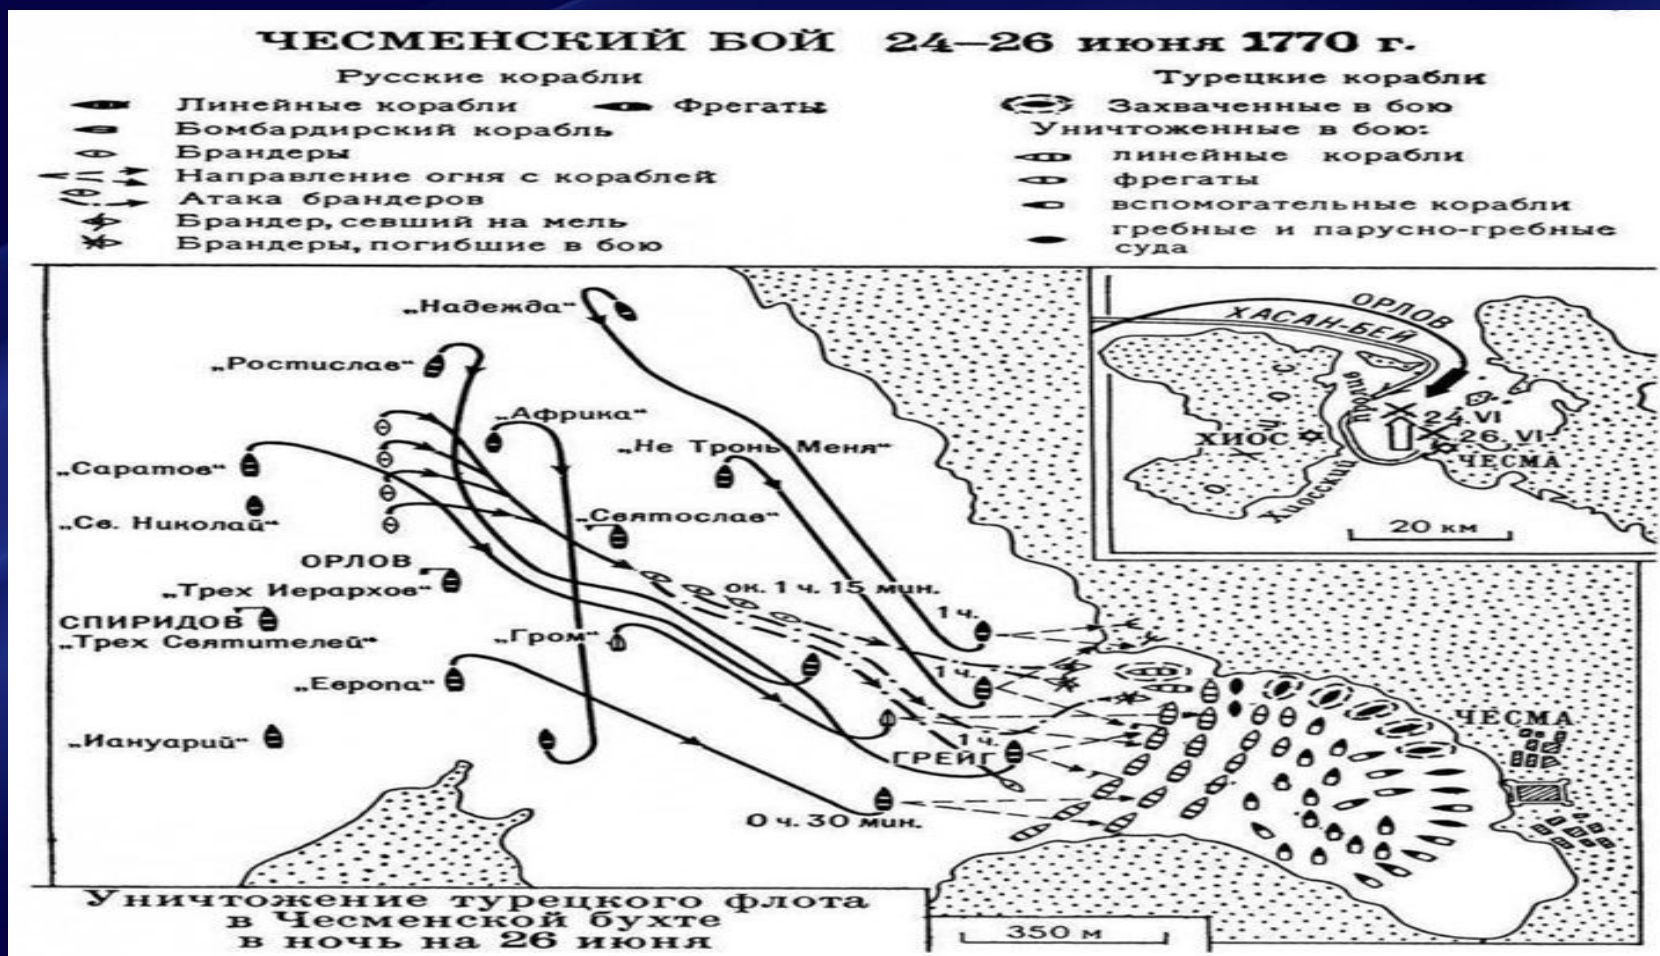 ЧЕСМЕНСКИЙ БОЙ 24–26 июня 1770 г.
Русские корабли
Линейные корабли Фрегаты
Бомбардирский корабль
Брандеры
Направление огня с кораблей
Атака брандеров
Брандер, севший на мель
Брандеры, погибшие в бою
Турецкие корабли
Захваченные в бою
Уничтоженные в бою:
линейные корабли
фрегаты
вспомогательные корабли
гребные и парусно-гребные
суда
„Надежда“
„Ростислав“
„Африка“
„Не Тронь Меня“
„Саратов“
„Св. Николай“
„Святослав“
ОРЛОВ
„Трех Иерархов“
СПИРИДОВ
„Трех Святителей“
„Гром“
„Европа“
„Ианyарий“
ок. 1 ч. 15 мин.
1 ч.
1 ч.
1 ч.
ГРЕЙГ
0 ч. 30 мин.
ЧЕСМА
ОРЛОВ
ХАСАН-БЕЙ
Хиосский пролив
О. ХИОС
ХИОС
24.VI
26.VI
ЧЕСМА
20 км
Уничтожение турецкого флота
в Чесменской бухте
в ночь на 26 июня
350 м